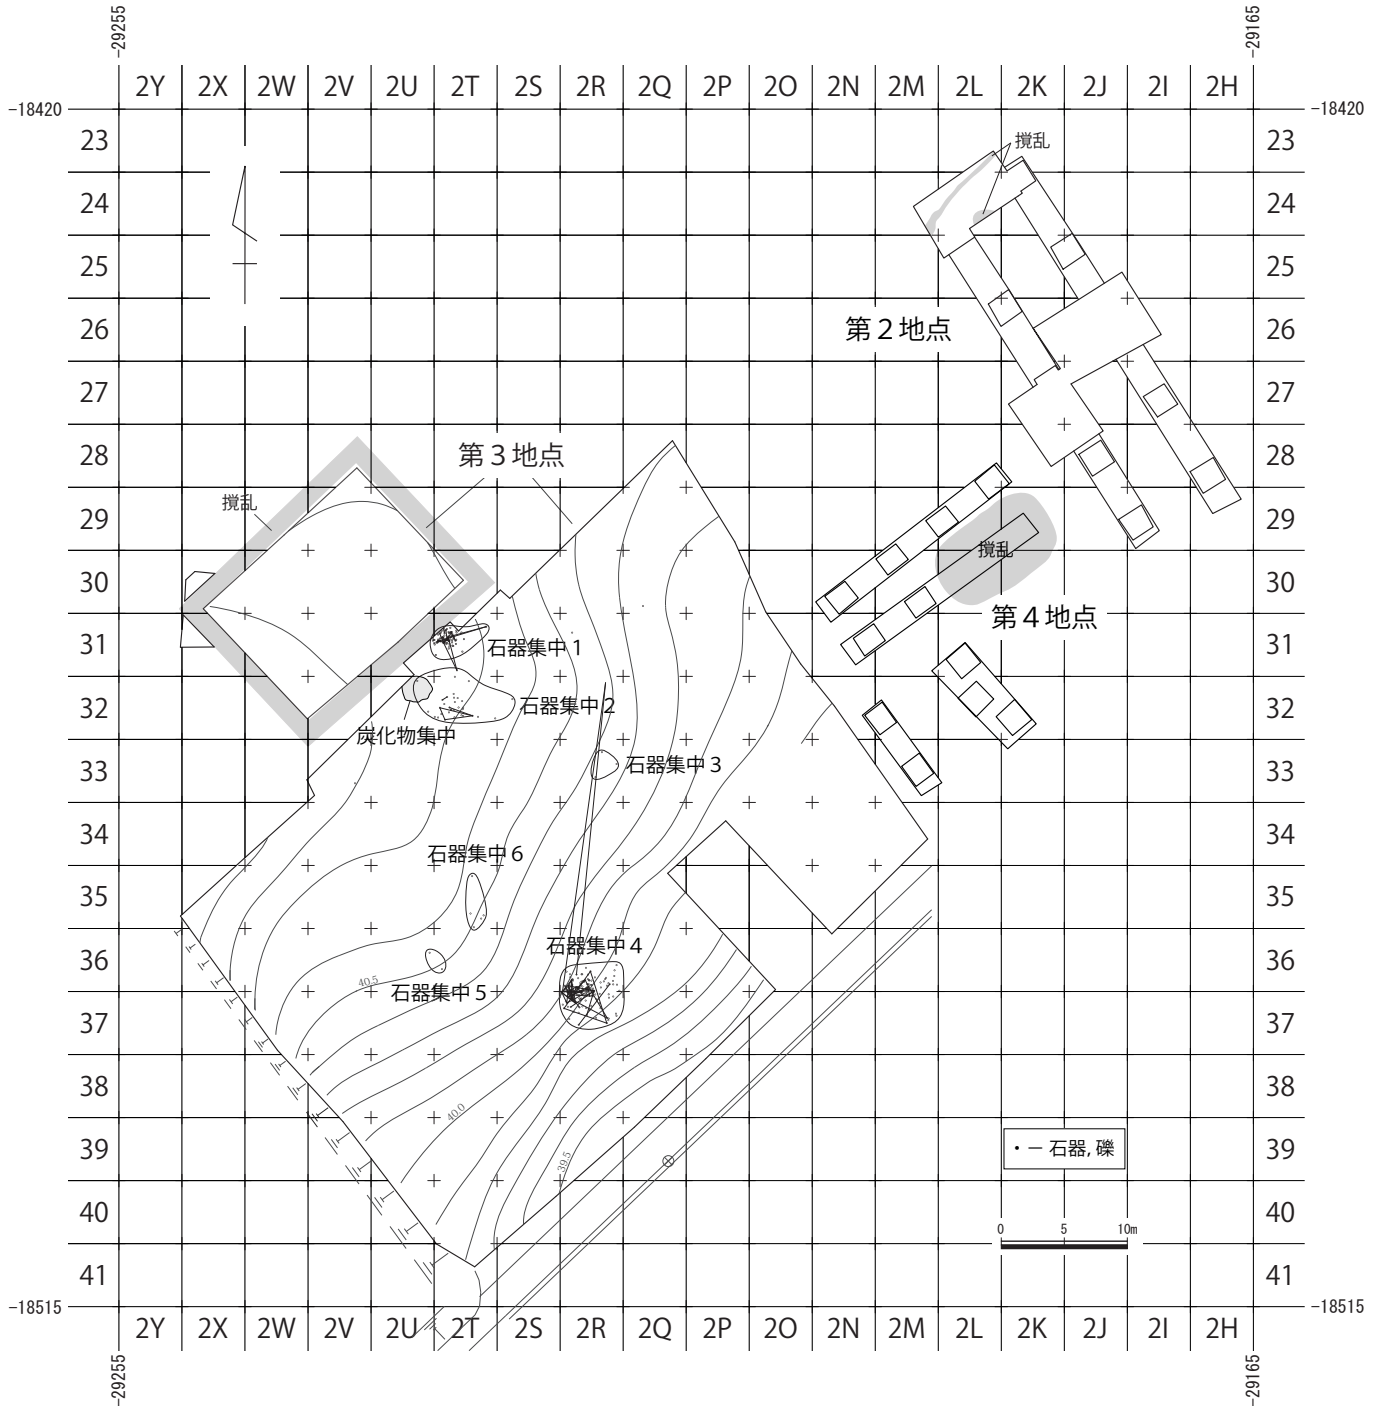 -29255
-29165
2Y 2X 2W 2V 2U 2T 2S 2R 2Q 2P 2O 2N 2M 2L 2K 2J 2I 2H
-18420
-18420
23 23
24 24
25 25
26 26
27 27
28 28
29 29
30 30
31 31
32 32
33 33
34 34
35 35
36 36
37 37
38 38
39 39
40 40
41 41
撹乱
第２地点
第３地点
撹乱
撹乱
第４地点
石器集中１
石器集中２
炭化物集中
石器集中３
石器集中６
石器集中４
石器集中５
40.5
40.0
39.5
・－ 石器, 礫
0 5 10m
-18515
-18515
2Y 2X 2W 2V 2U 2T 2S 2R 2Q 2P 2O 2N 2M 2L 2K 2J 2I 2H
-29255
-29165